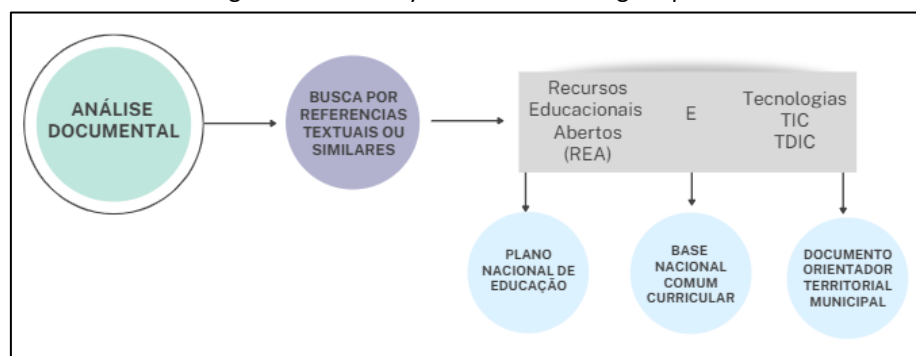 ANÁLISE
DOCUMENTAL
BUSCA POR
REFERENCIAS
TEXTUAIS OU
SIMILARES
Recursos
Educacionais
Abertos
(REA)
E
Tecnologias
TIC
TDIC
PLANO
NACIONAL DE
EDUCAÇÃO
BASE
NACIONAL
COMUM
CURRICULAR
DOCUMENTO
ORIENTADOR
TERRITORIAL
MUNICIPAL